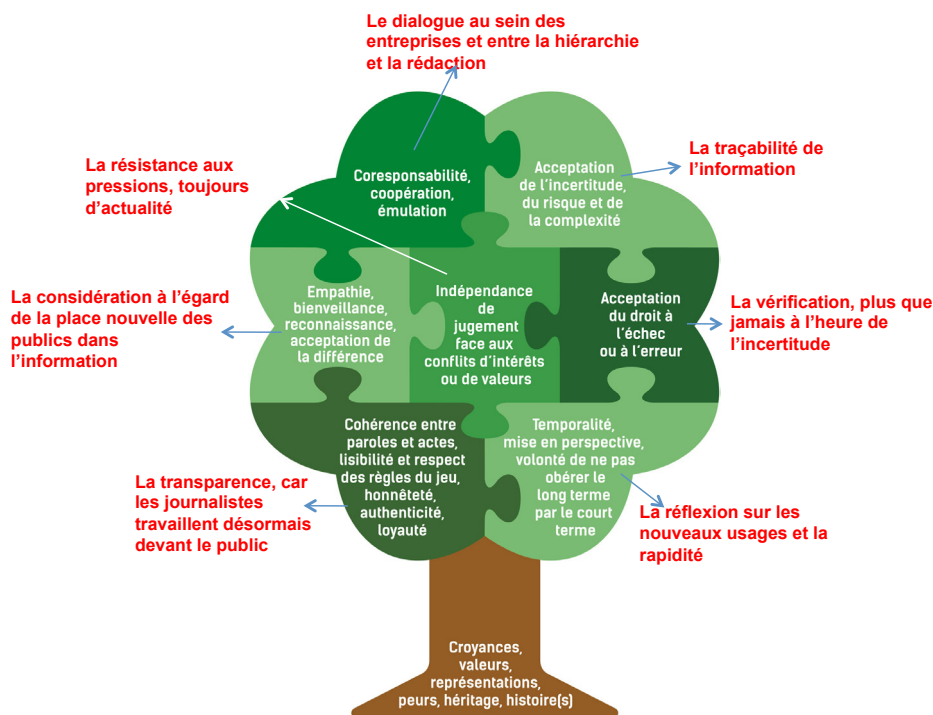 Le dialogue au sein des
entreprises et entre la hiérarchie
et la rédaction
La résistance aux
pressions, toujours
d’actualité
Coresponsabilité,
coopération,
émulation
Acceptation
de l’incertitude,
du risque et de
la complexité
La traçabilité de
l’information
La considération à l’égard
de la place nouvelle des
publics dans
l’information
Empathie,
bienveillance,
reconnaissance,
acceptation de
la différence
Indépendance
de
jugement
face aux
conflits d’intérêts
ou de valeurs
Acceptation
du droit à
l’échec
ou à l’erreur
La vérification, plus que
jamais à l’heure de
l’incertitude
La transparence, car
les journalistes
travaillent désormais
devant le public
Cohérence entre
paroles et actes,
lisibilité et respect
des règles du jeu,
honnêteté,
authenticité,
loyauté
Temporalité,
mise en perspective,
volonté de ne pas
obérer le
long terme
par le court
terme
La réflexion sur les
nouveaux usages et la
rapidité
Croyances,
valeurs,
représentations,
peurs, héritage, histoire(s)